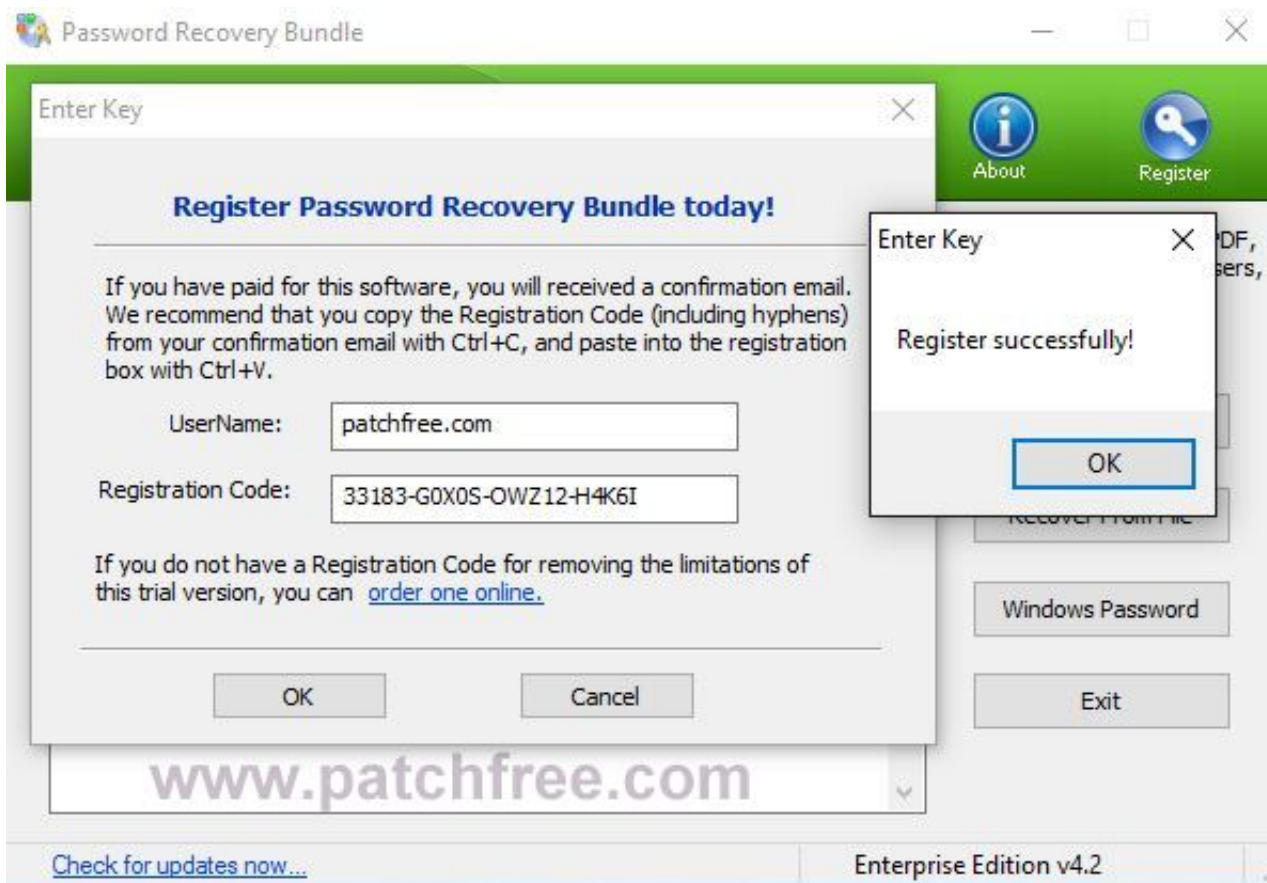 Password Recovery Bundle
Enter Key
About
Register
Register Password Recovery Bundle today!
Enter Key
PDF,
sers,
If you have paid for this software, you will received a confirmation email.
We recommend that you copy the Registration Code (including hyphens)
from your confirmation email with Ctrl+C, and paste into the registration
box with Ctrl+V.
Register successfully!
UserName:
patchfree.com
OK
Registration Code:
33183-G0X0S-OWZ12-H4K6I
Recover From File
If you do not have a Registration Code for removing the limitations of
this trial version, you can order one online.
Windows Password
OK
Cancel
Exit
www.patchfree.com
Check for updates now...
Enterprise Edition v4.2